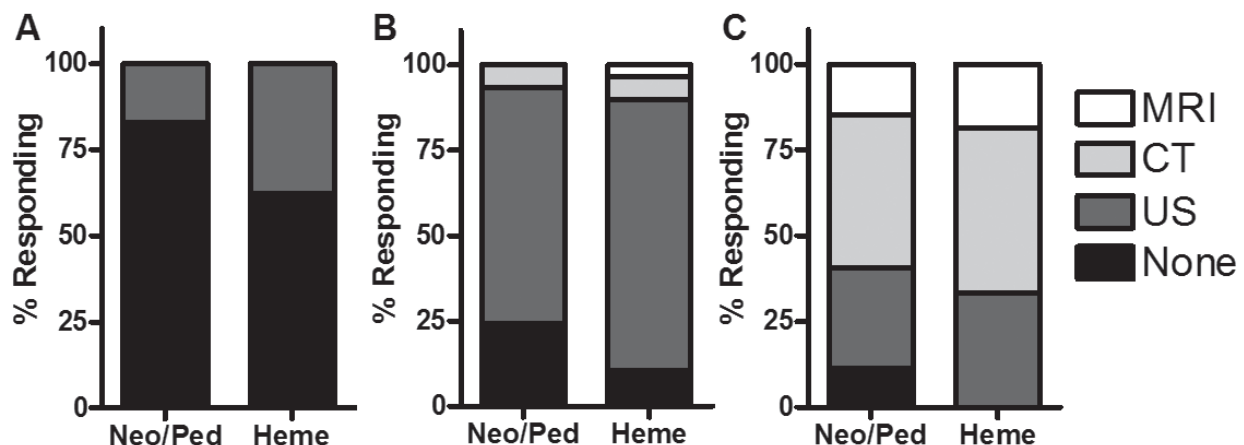 A
% Responding
100
75
50
25
0
Neo/Ped Heme
B
% Responding
100
75
50
25
0
Neo/Ped Heme
C
% Responding
100
75
50
25
0
Neo/Ped Heme
MRI
CT
US
None